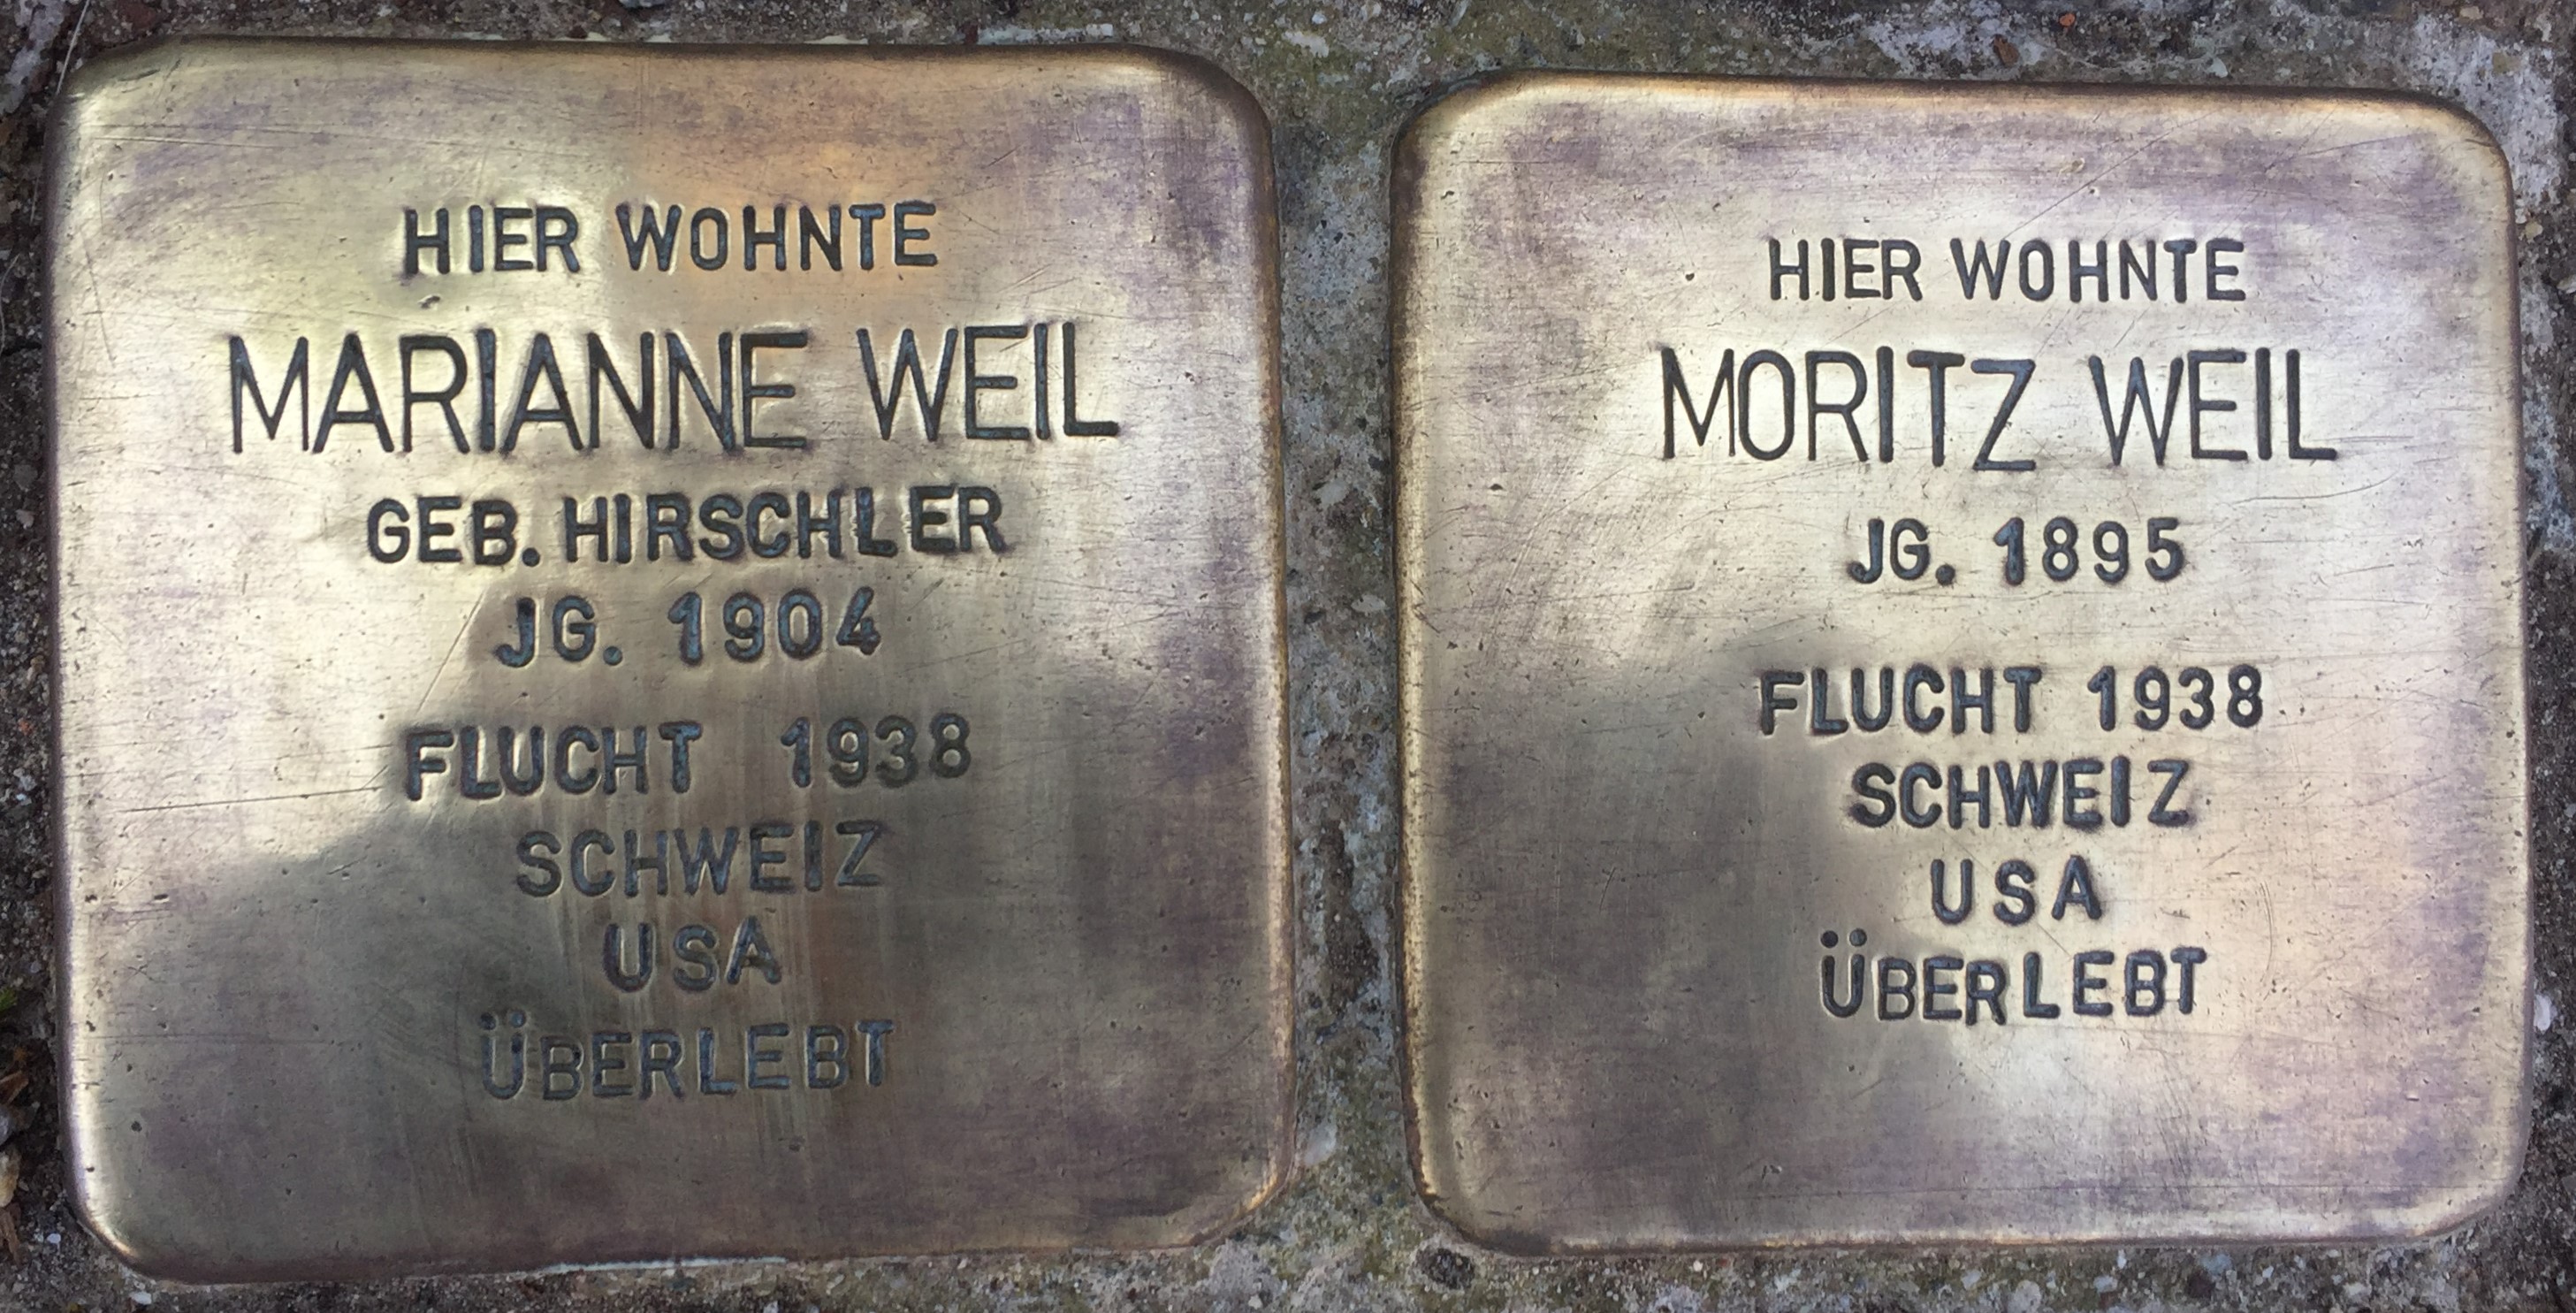 HIER WOHNTE
MARIANNE WEIL
GEB. HIRSCHLER
JG. 1904
FLUCHT 1938
SCHWEIZ
USA
ÜBERLEBT
HIER WOHNTE
MORITZ WEIL
JG. 1895
FLUCHT 1938
SCHWEIZ
USA
ÜBERLEBT